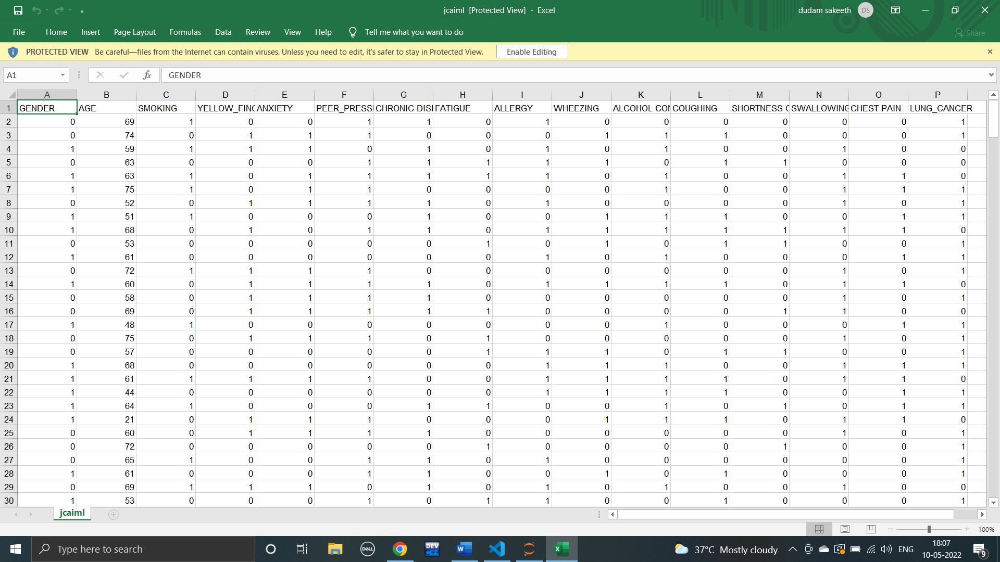 jcaiml [Protected View] - Excel
dudam sakeeth DS
File Home Insert Page Layout Formulas Data Review View Help Tell me what you want to do Share
PROTECTED VIEW Be careful—files from the Internet can contain viruses. Unless you need to edit, it's safer to stay in Protected View. Enable Editing
A1 fx GENDER
A B C D E F G H I J K L M N O P
1 GENDER AGE SMOKING YELLOW_FING ANXIETY PEER_PRESSU CHRONIC DISE FATIGUE ALLERGY WHEEZING ALCOHOL CON COUGHING SHORTNESS O SWALLOWING CHEST PAIN LUNG_CANCER
2 0 69 1 0 0 1 1 0 1 0 0 0 0 0 0 1
3 0 74 0 1 1 1 0 0 0 1 1 1 0 0 0 1
4 1 59 1 1 1 0 1 0 1 0 1 0 0 1 0 0
5 0 63 0 0 0 1 1 1 1 1 0 1 1 0 0 0
6 1 63 1 0 1 1 1 1 1 0 1 0 0 1 1 0
7 1 75 1 0 1 1 0 0 0 0 1 0 0 1 1 1
8 0 52 0 1 1 1 1 0 1 0 0 0 0 1 0 1
9 1 51 1 0 0 0 1 0 0 1 1 1 0 0 1 1
10 1 68 0 1 0 1 1 0 1 1 1 1 1 1 1 0
11 0 53 0 0 0 0 0 1 0 1 0 1 1 0 0 1
12 1 61 0 0 0 0 0 0 1 0 1 0 0 0 1 1
13 0 72 1 1 1 1 0 0 0 0 0 0 0 1 0 1
14 1 60 0 1 1 1 1 0 1 1 1 1 0 1 1 0
15 0 58 0 1 1 1 1 0 0 0 0 0 0 1 0 1
16 0 69 0 1 1 1 1 1 0 0 0 0 1 1 0 0
17 1 48 1 0 0 0 0 0 0 0 1 0 0 0 1 1
18 0 75 0 1 1 1 0 1 0 0 0 0 0 1 0 1
19 0 57 0 0 0 0 0 1 1 1 0 1 1 0 0 1
20 1 68 0 0 0 0 0 0 1 1 1 0 0 1 1 1
21 1 61 1 1 1 1 0 0 1 1 1 1 0 1 1 0
22 1 44 0 0 0 0 0 0 1 1 1 1 0 0 1 1
23 1 64 1 0 0 0 1 1 0 0 1 0 1 0 1 1
24 1 21 0 1 1 1 0 0 0 1 1 1 0 1 1 0
25 0 60 0 1 1 1 1 0 0 0 0 0 0 1 0 1
26 0 72 0 0 0 0 0 1 0 0 0 0 1 0 0 1
27 0 65 1 0 0 1 1 0 1 0 0 0 0 0 0 1
28 1 61 0 0 0 1 1 0 0 1 0 1 0 0 0 1
29 0 69 1 1 1 0 1 0 1 0 1 0 0 1 0 0
30 1 53 0 0 0 1 0 1 1 0 0 1 0 0 0 1
jcaiml
100%
Type here to search DELL DEV C++ W X 37°C Mostly cloudy ENG 18:07
10-05-2022 9